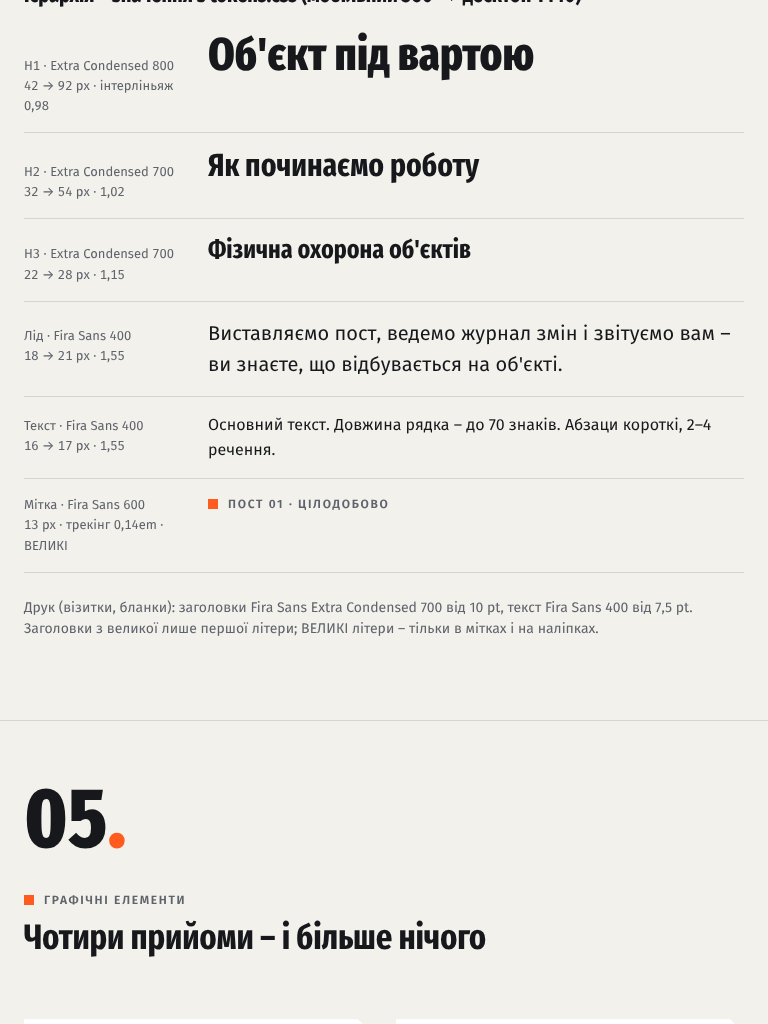 H1 · Extra Condensed 800
42 → 92 px · інтерліньяж
0,98
Об'єкт під вартою
H2 · Extra Condensed 700
32 → 54 px · 1,02
Як починаємо роботу
H3 · Extra Condensed 700
22 → 28 px · 1,15
Фізична охорона об'єктів
Лід · Fira Sans 400
18 → 21 px · 1,55
Виставляємо пост, ведемо журнал змін і звітуємо вам –
ви знаєте, що відбувається на об'єкті.
Текст · Fira Sans 400
16 → 17 px · 1,55
Основний текст. Довжина рядка – до 70 знаків. Абзаци короткі, 2–4
речення.
Мітка · Fira Sans 600
13 px · трекінг 0,14em ·
ВЕЛИКІ
ПОСТ 01 · ЦІЛОДОБОВО
Друк (візитки, бланки): заголовки Fira Sans Extra Condensed 700 від 10 pt, текст Fira Sans 400 від 7,5 pt.
Заголовки з великої лише першої літери; ВЕЛИКІ літери – тільки в мітках і на наліпках.
05.
ГРАФІЧНІ ЕЛЕМЕНТИ
Чотири прийоми – і більше нічого